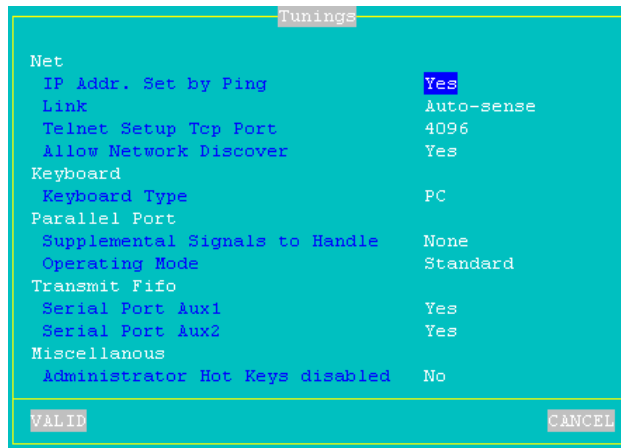 Tunings
Net
IP Addr. Set by Ping Yes
Link Auto-sense
Telnet Setup Tcp Port 4096
Allow Network Discover Yes
Keyboard
Keyboard Type PC
Parallel Port
Supplemental Signals to Handle None
Operating Mode Standard
Transmit Fifo
Serial Port Aux1 Yes
Serial Port Aux2 Yes
Miscellanous
Administrator Hot Keys disabled No
VALID CANCEL